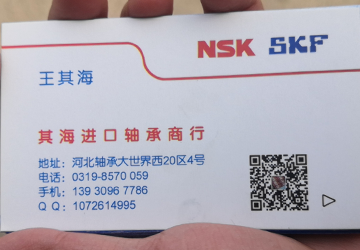 NSK SKF
王其海
其海进口轴承商行
地址: 河北轴承大世界西20区4号
电话: 0319-8570 059
手机: 139 3096 7786
Q Q: 1072614995